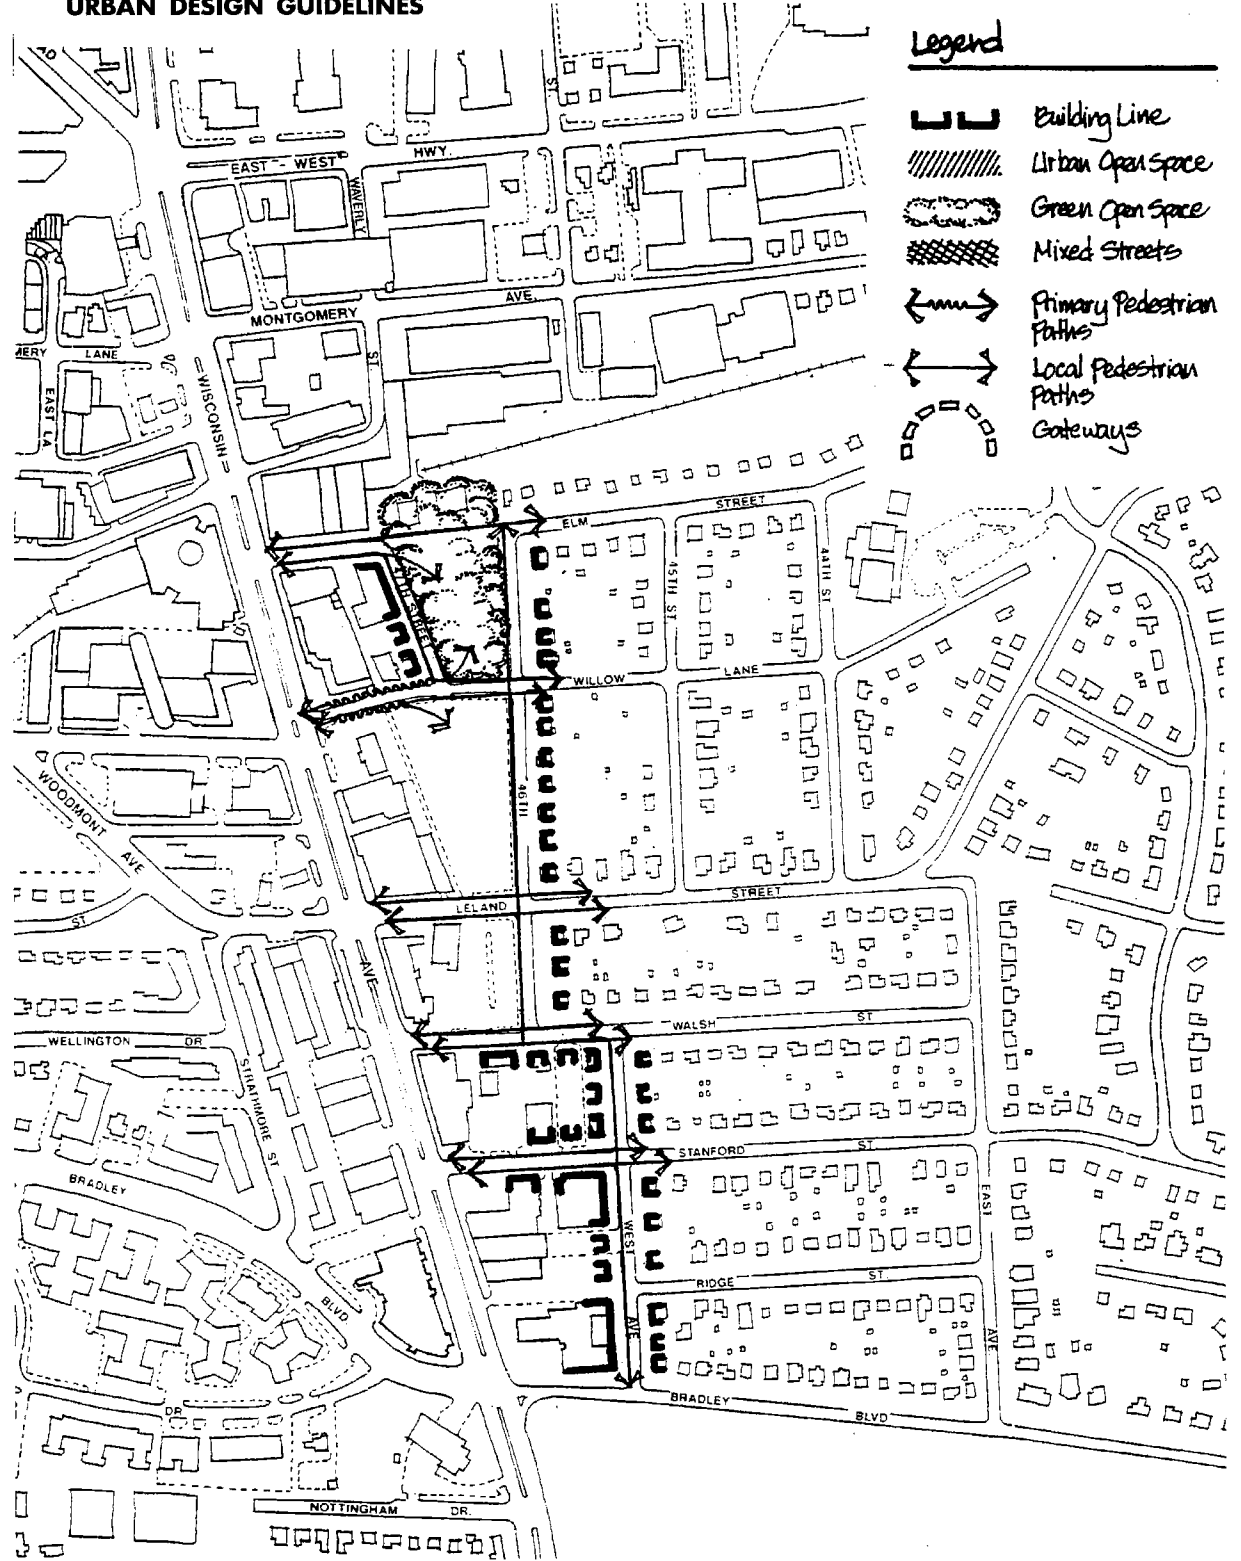 URBAN DESIGN GUIDELINES
Legend
Building Line
Urban Open Space
Green Open Space
Mixed Streets
Primary Pedestrian
Paths
Local Pedestrian
Paths
Gateways
ST.
EAST - WEST
HWY.
WAVERLY
MONTGOMERY
AVE.
ST.
LANE
EAST LA
WISCONSIN
ELM
STREET
45TH ST
44TH ST
WILLOW
LANE
46TH
WOODMONT
AVE
ST
LELAND
STREET
AVE
WALSH
ST
WELLINGTON
DR
STRATHMORE ST
STANFORD
ST.
BRADLEY
BLVD.
WEST
AVE
EAST
AVE
RIDGE
ST.
BRADLEY
BLVD
DR
NOTTINGHAM
DR.